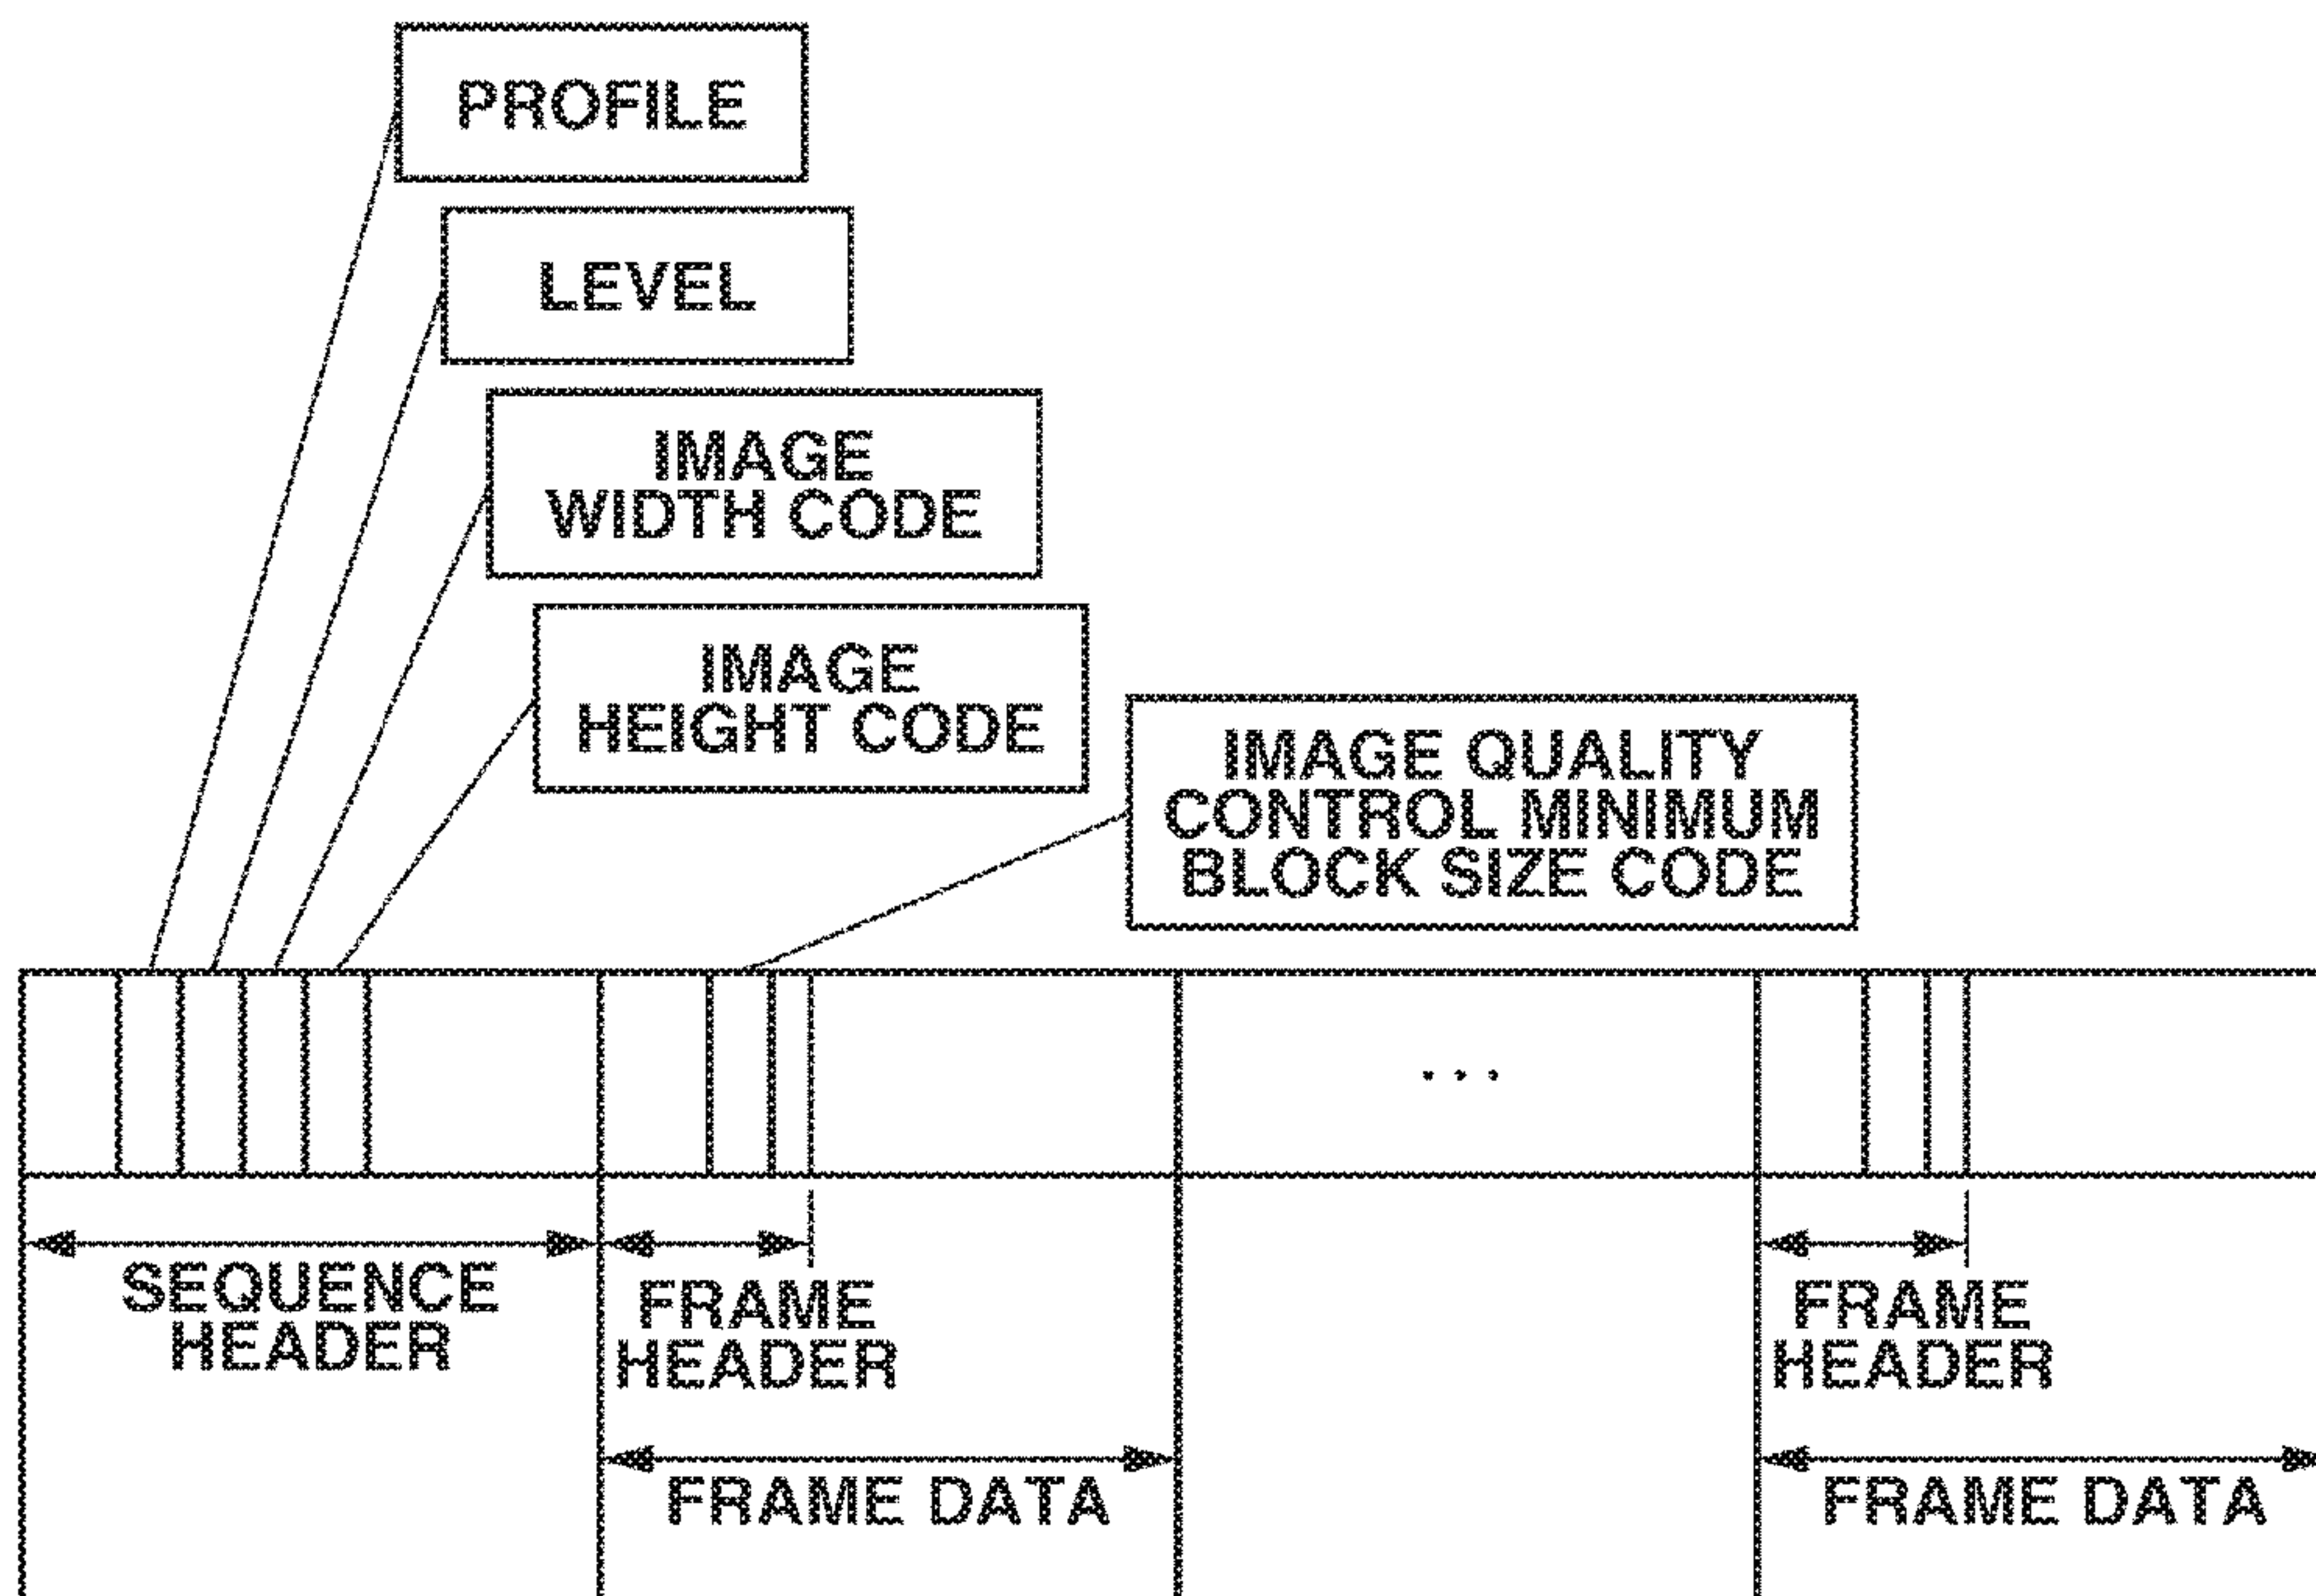 PROFILE
LEVEL
IMAGE
WIDTH CODE
IMAGE
HEIGHT CODE
IMAGE QUALITY
CONTROL MINIMUM
BLOCK SIZE CODE
...
SEQUENCE
HEADER
FRAME
HEADER
FRAME
HEADER
FRAME DATA
FRAME DATA